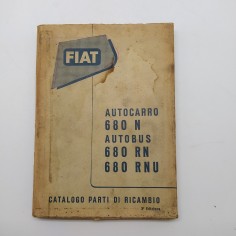 FIAT
AUTOCARRO
680 N
AUTOBUS
680 RN
680 RNU
CATALOGO PARTI DI RICAMBIO